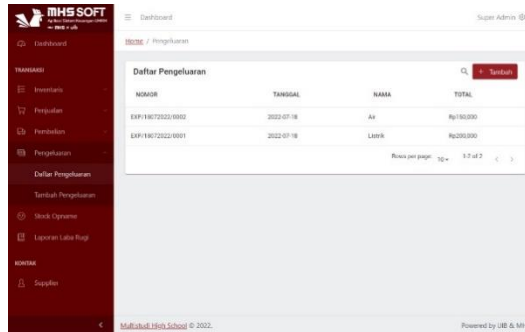 MHS SOFT
Dashboard
Super Admin
Dashboard
Home / Pengeluaran
TRANSAKSI
Inventaris
Penjualan
Pembelian
Pengeluaran
Daftar Pengeluaran
Tambah Pengeluaran
Stock Opname
Laporan Laba Rugi
KONTAK
Supplier
Daftar Pengeluaran
+ Tambah
NOMOR TANGGAL NAMA TOTAL
EXP/18072022/0002 2022-07-18 Air Rp150,000
EXP/18072022/0001 2022-07-18 Listrik Rp200,000
Rows per page: 10 1-2 of 2
Multistudi High School © 2022.
Powered by UIB &